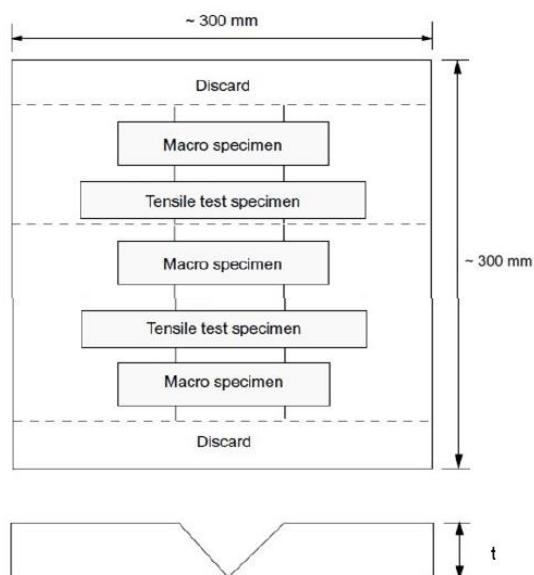 ~ 300 mm
Discard
Macro specimen
Tensile test specimen
Macro specimen
~ 300 mm
Tensile test specimen
Macro specimen
Discard
t